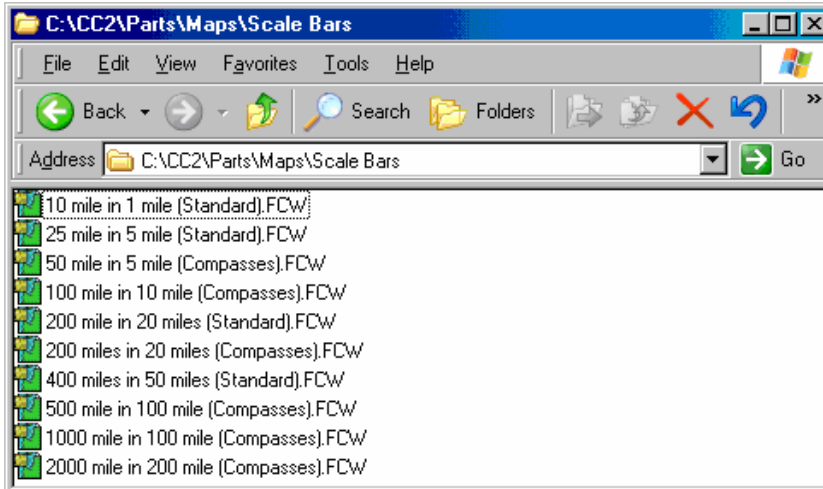 C:\CC2\Parts\Maps\Scale Bars
File Edit View Favorites Tools Help
Back Search Folders »
Address C:\CC2\Parts\Maps\Scale Bars Go
10 mile in 1 mile (Standard).FCW
25 mile in 5 mile (Standard).FCW
50 mile in 5 mile (Compasses).FCW
100 mile in 10 mile (Compasses).FCW
200 mile in 20 miles (Standard).FCW
200 miles in 20 miles (Compasses).FCW
400 miles in 50 miles (Standard).FCW
500 mile in 100 mile (Compasses).FCW
1000 mile in 100 mile (Compasses).FCW
2000 mile in 200 mile (Compasses).FCW